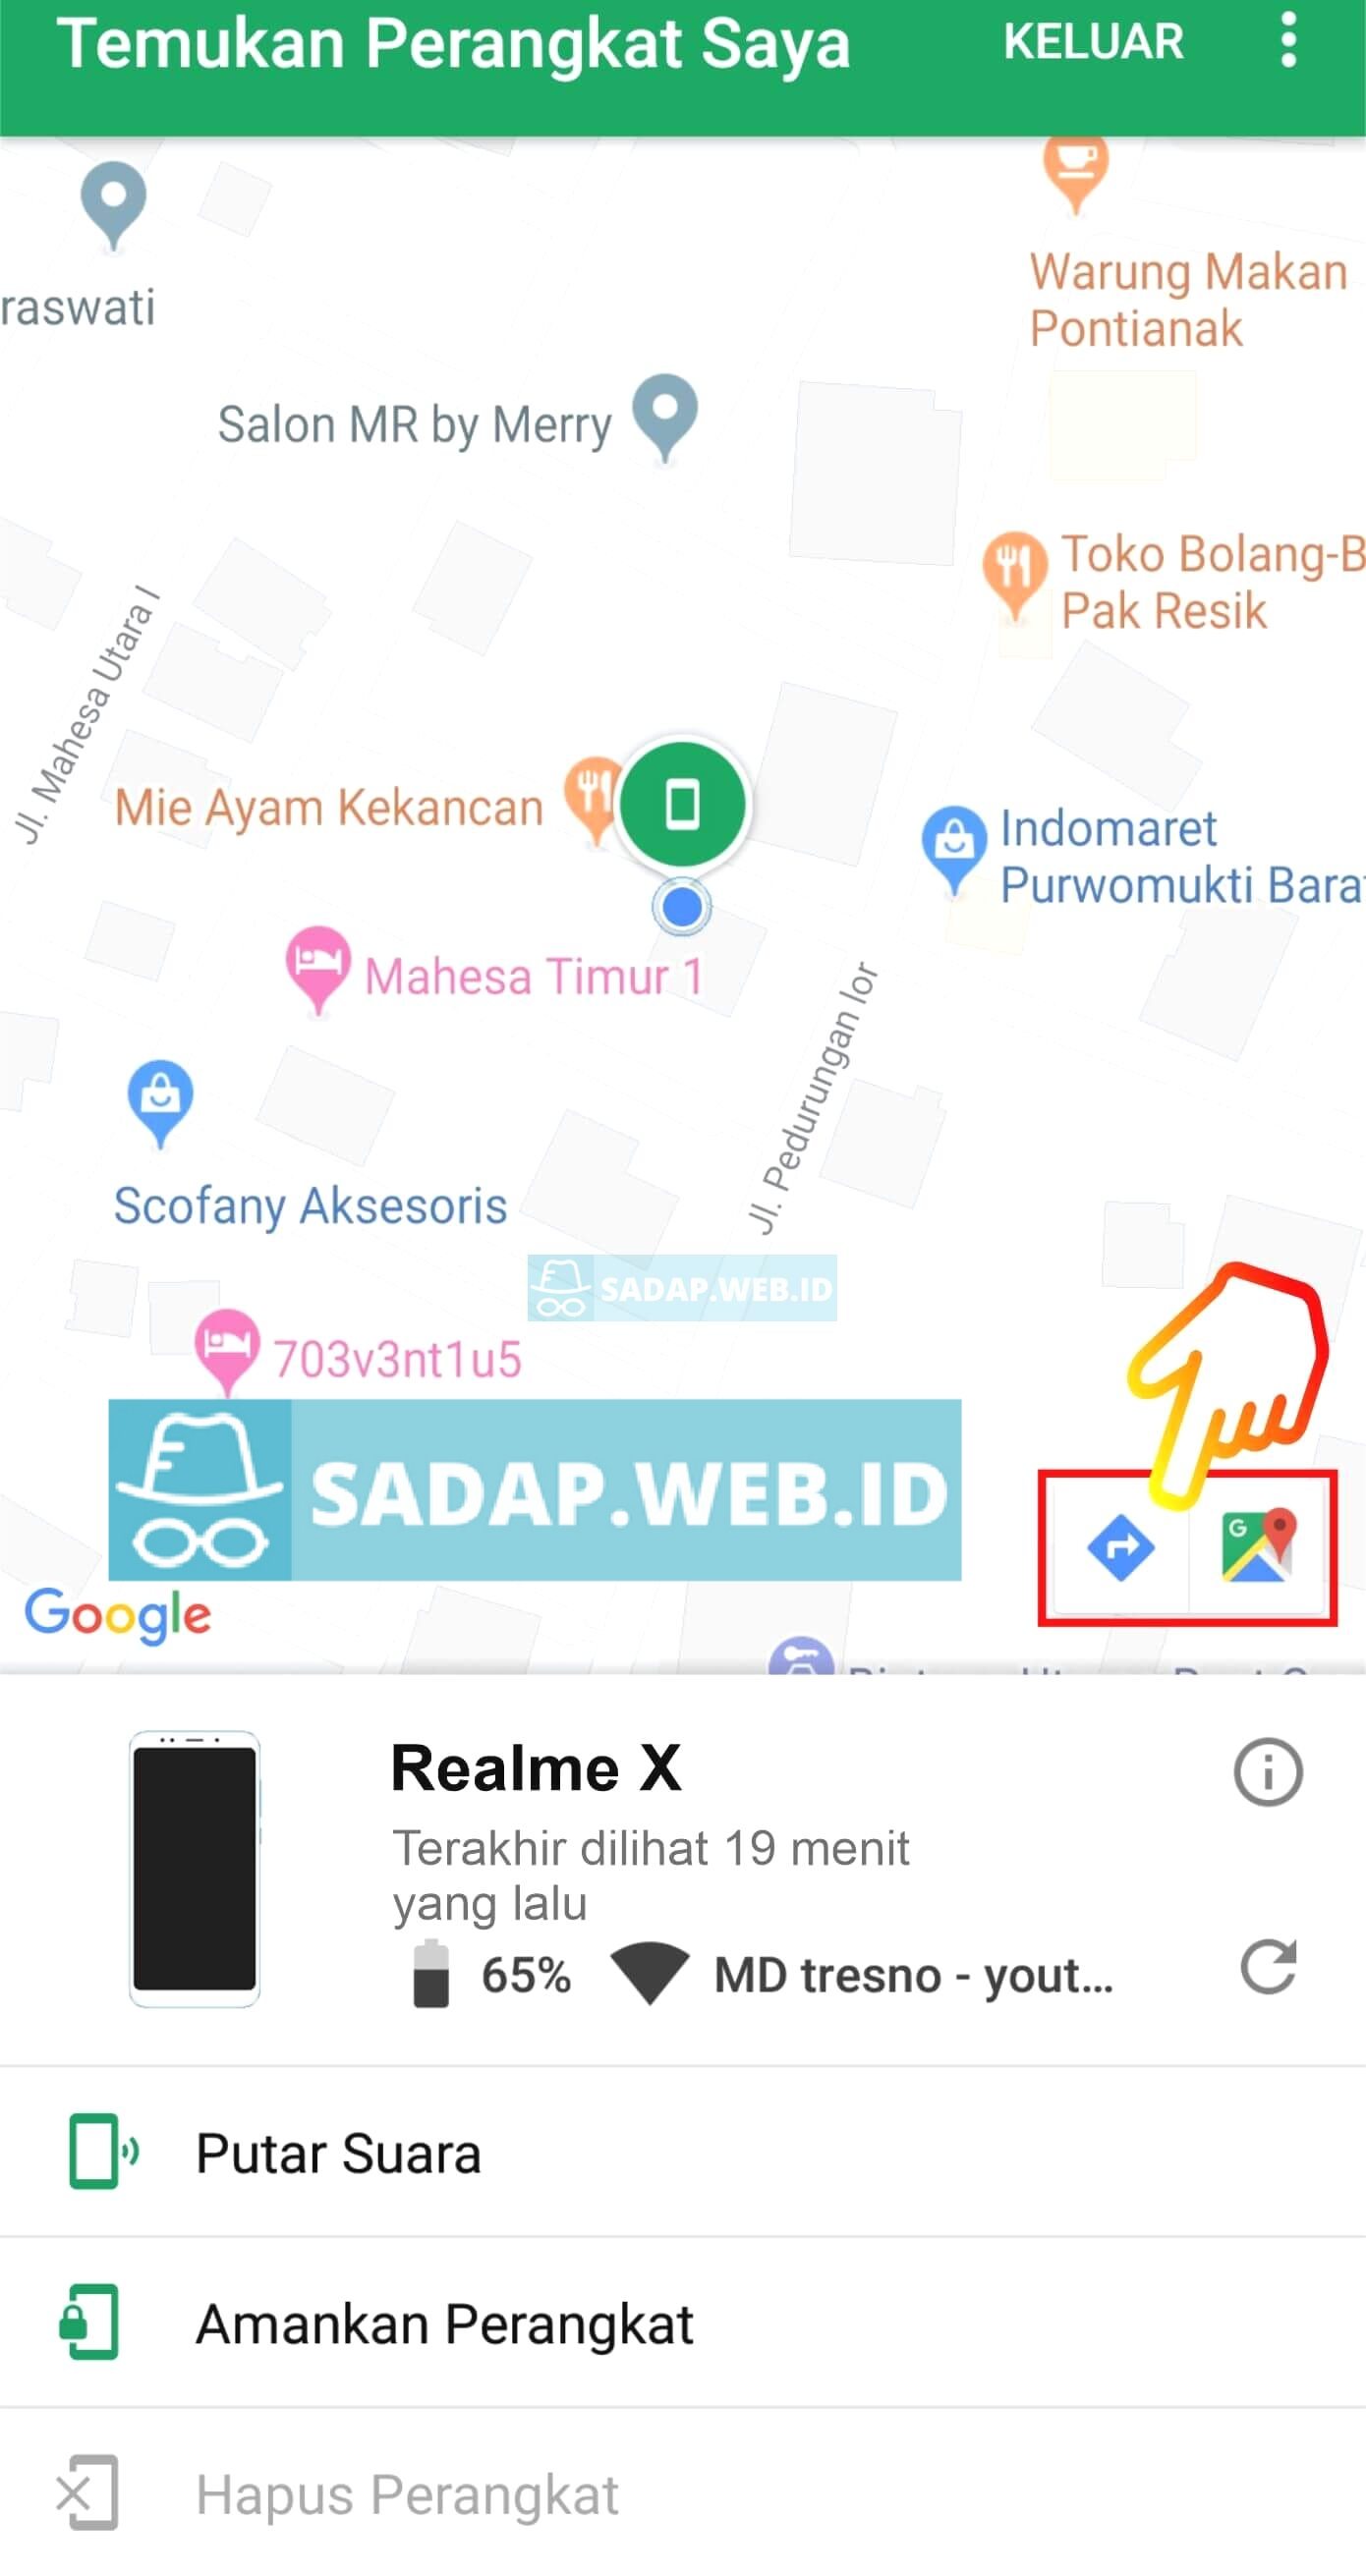 Temukan Perangkat Saya KELUAR
raswati
Warung Makan
Pontianak
Salon MR by Merry
Toko Bolang-B
Pak Resik
Jl. Mahesa Utara I
Mie Ayam Kekancan
Indomaret
Purwomukti Bara
Mahesa Timur 1
Jl. Pedurungan lor
Scofany Aksesoris
SADAP.WEB.ID
703v3nt1u5
SADAP.WEB.ID
G
Google
Realme X
Terakhir dilihat 19 menit
yang lalu
65% MD tresno - yout...
Putar Suara
Amankan Perangkat
Hapus Perangkat